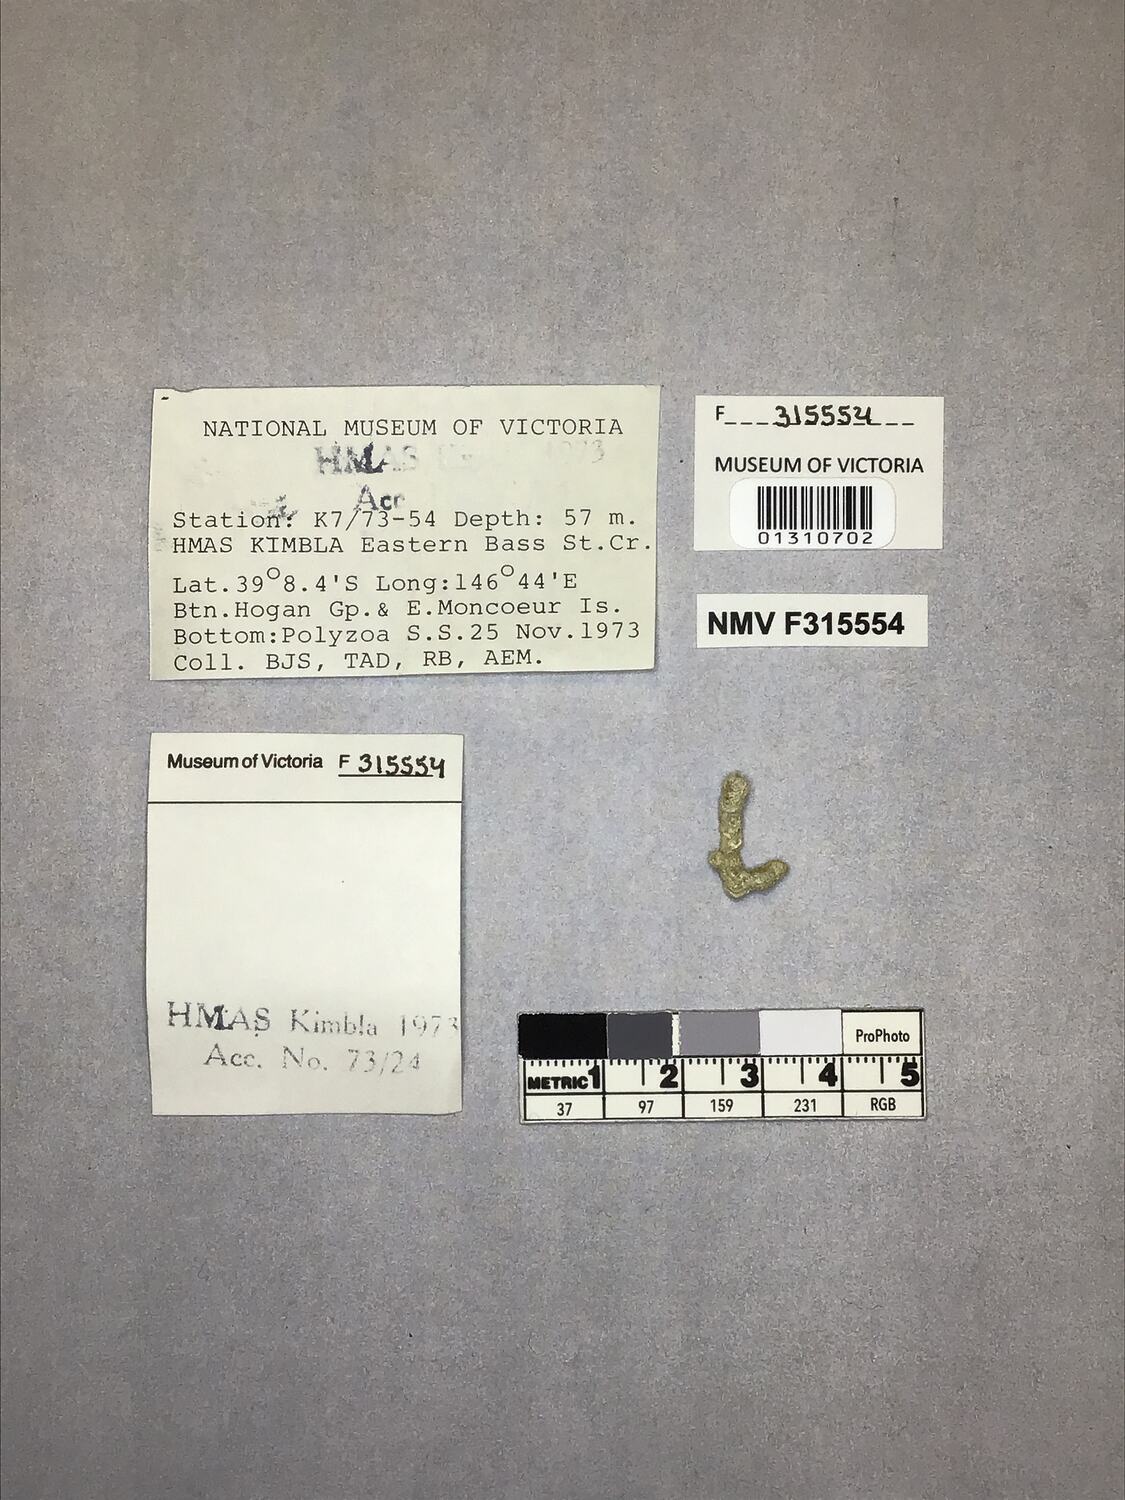 NATIONAL MUSEUM OF VICTORIA
HMAS 1973
Acc
Station: K7/73-54 Depth: 57 m.
HMAS KIMBLA Eastern Bass St.Cr.
Lat.39°8.4'S Long:146°44'E
Btn.Hogan Gp.& E.Moncoeur Is.
Bottom:Polyzoa S.S.25 Nov.1973
Coll. BJS, TAD, RB, AEM.
F___315554___
MUSEUM OF VICTORIA
01310702
NMV F315554
Museum of Victoria F 315554
HMAS Kimbla 1973
Acc. No. 73/24
ProPhoto
METRIC 1 2 3 4 5
37 97 159 231 RGB